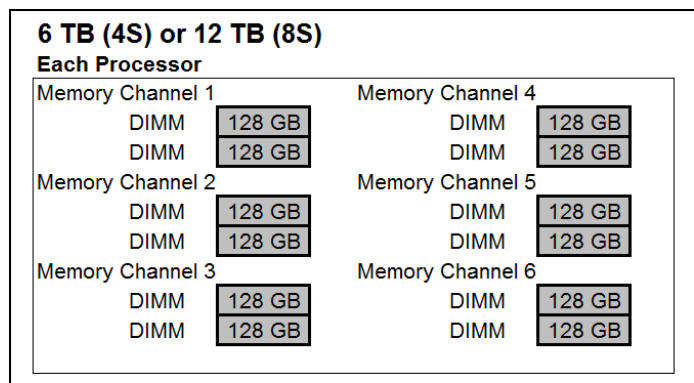 6 TB (4S) or 12 TB (8S)
Each Processor
Memory Channel 1
DIMM 128 GB
DIMM 128 GB
Memory Channel 2
DIMM 128 GB
DIMM 128 GB
Memory Channel 3
DIMM 128 GB
DIMM 128 GB
Memory Channel 4
DIMM 128 GB
DIMM 128 GB
Memory Channel 5
DIMM 128 GB
DIMM 128 GB
Memory Channel 6
DIMM 128 GB
DIMM 128 GB